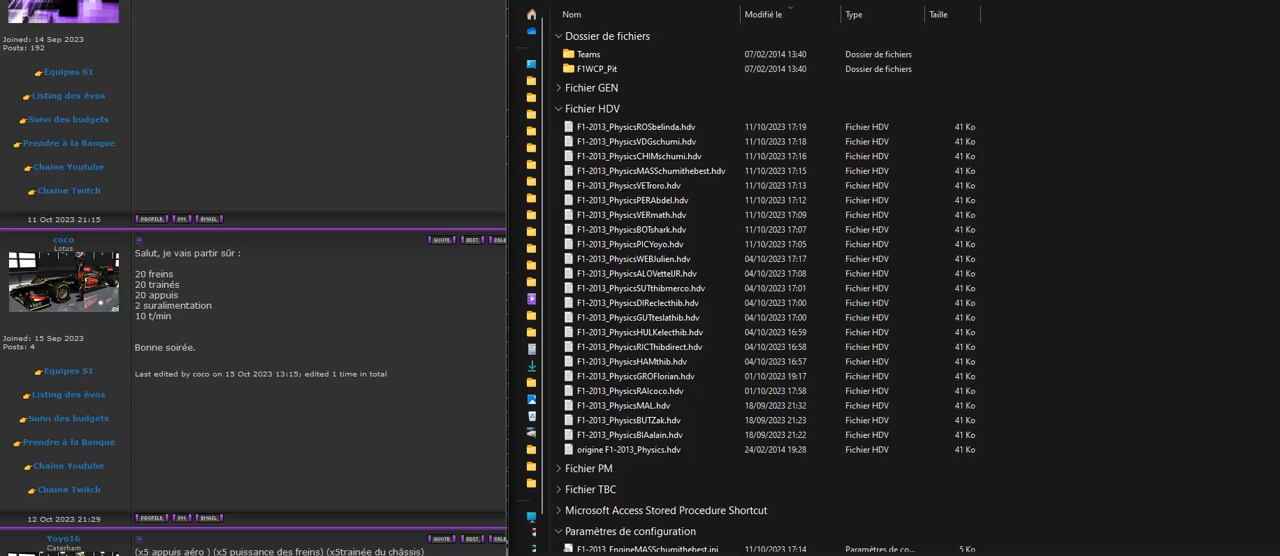 Joined: 14 Sep 2023
Posts: 192
👉Equipes S1
👉Listing des êvos
👉Suivi des budgets
👉Prendre à la Banque
👉Chaine Youtube
👉Chaine Twitch
11 Oct 2023 21:15
PROFILE PM EMAIL
coco
Lotus
QUOTE EDIT DELE
Salut, je vais partir sûr :
20 freins
20 trainés
20 appuis
2 suralimentation
10 t/min
Bonne soirée.
Last edited by coco on 15 Oct 2023 13:15; edited 1 time in total
Joined: 15 Sep 2023
Posts: 4
👉Equipes S1
👉Listing des évos
👉Suivi des budgets
👉Prendre à la Banque
👉Chaine Youtube
👉Chaine Twitch
12 Oct 2023 21:29
PROFILE PM EMAIL
Yoyo16
Caterham
QUOTE EDIT DELE
(x5 appuis aéro ) (x5 puissance des freins) (x5trainée du châssis)
Nom Modifié le Type Taille
Dossier de fichiers
Teams 07/02/2014 13:40 Dossier de fichiers
F1WCP_Pit 07/02/2014 13:40 Dossier de fichiers
Fichier GEN
Fichier HDV
F1-2013_PhysicsROSbelinda.hdv 11/10/2023 17:19 Fichier HDV 41 Ko
F1-2013_PhysicsVDGschumi.hdv 11/10/2023 17:18 Fichier HDV 41 Ko
F1-2013_PhysicsCHIMschumi.hdv 11/10/2023 17:16 Fichier HDV 41 Ko
F1-2013_PhysicsMASSchumithebest.hdv 11/10/2023 17:15 Fichier HDV 41 Ko
F1-2013_PhysicsVETroro.hdv 11/10/2023 17:13 Fichier HDV 41 Ko
F1-2013_PhysicsPERAbdel.hdv 11/10/2023 17:12 Fichier HDV 41 Ko
F1-2013_PhysicsVERmath.hdv 11/10/2023 17:09 Fichier HDV 41 Ko
F1-2013_PhysicsBOTshark.hdv 11/10/2023 17:07 Fichier HDV 41 Ko
F1-2013_PhysicsPICYoyo.hdv 11/10/2023 17:05 Fichier HDV 41 Ko
F1-2013_PhysicsWEBJulien.hdv 04/10/2023 17:17 Fichier HDV 41 Ko
F1-2013_PhysicsALOVettelJR.hdv 04/10/2023 17:08 Fichier HDV 41 Ko
F1-2013_PhysicsSUTthibmerco.hdv 04/10/2023 17:01 Fichier HDV 41 Ko
F1-2013_PhysicsDIReclecthib.hdv 04/10/2023 17:00 Fichier HDV 41 Ko
F1-2013_PhysicsGUTteslathib.hdv 04/10/2023 17:00 Fichier HDV 41 Ko
F1-2013_PhysicsHULKelecthib.hdv 04/10/2023 16:59 Fichier HDV 41 Ko
F1-2013_PhysicsRICThibdirect.hdv 04/10/2023 16:58 Fichier HDV 41 Ko
F1-2013_PhysicsHAMthib.hdv 04/10/2023 16:56 Fichier HDV 41 Ko
F1-2013_PhysicsGROFlorian.hdv 01/10/2023 19:17 Fichier HDV 41 Ko
F1-2013_PhysicsRAIcoco.hdv 01/10/2023 17:58 Fichier HDV 41 Ko
F1-2013_PhysicsMAL.hdv 18/09/2023 21:32 Fichier HDV 41 Ko
F1-2013_PhysicsBUTZak.hdv 18/09/2023 21:23 Fichier HDV 41 Ko
F1-2013_PhysicsBIAalain.hdv 18/09/2023 21:22 Fichier HDV 41 Ko
origine F1-2013_Physics.hdv 24/02/2014 19:28 Fichier HDV 41 Ko
Fichier PM
Fichier TBC
Microsoft Access Stored Procedure Shortcut
Paramètres de configuration
F1-2013_EngineMASSchumithebest.ini 11/10/2023 17:14 Paramètres de co... 5 Ko